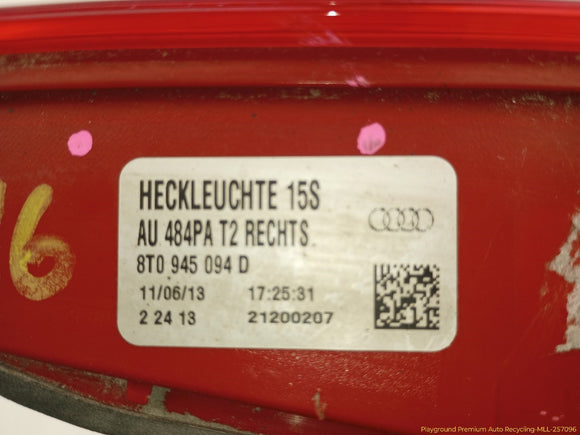 HECKLEUCHTE 15S
AU 484PA T2 RECHTS
8T0 945 094 D
11/06/13 17:25:31
2 24 13 21200207
6
Playground Premium Auto Recycling-MLL-257096